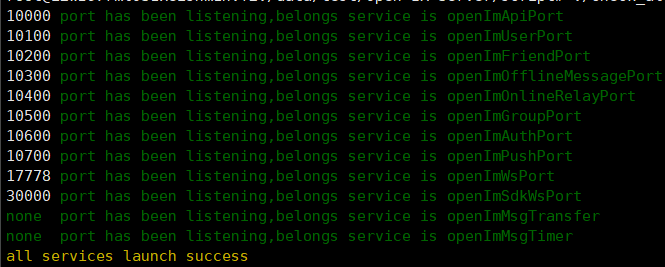 10000 port has been listening,belongs service is openImApiPort
10100 port has been listening,belongs service is openImUserPort
10200 port has been listening,belongs service is openImFriendPort
10300 port has been listening,belongs service is openImOfflineMessagePort
10400 port has been listening,belongs service is openImOnlineRelayPort
10500 port has been listening,belongs service is openImGroupPort
10600 port has been listening,belongs service is openImAuthPort
10700 port has been listening,belongs service is openImPushPort
17778 port has been listening,belongs service is openImWsPort
30000 port has been listening,belongs service is openImSdkWsPort
none port has been listening,belongs service is openImMsgTransfer
none port has been listening,belongs service is openImMsgTimer
all services launch success